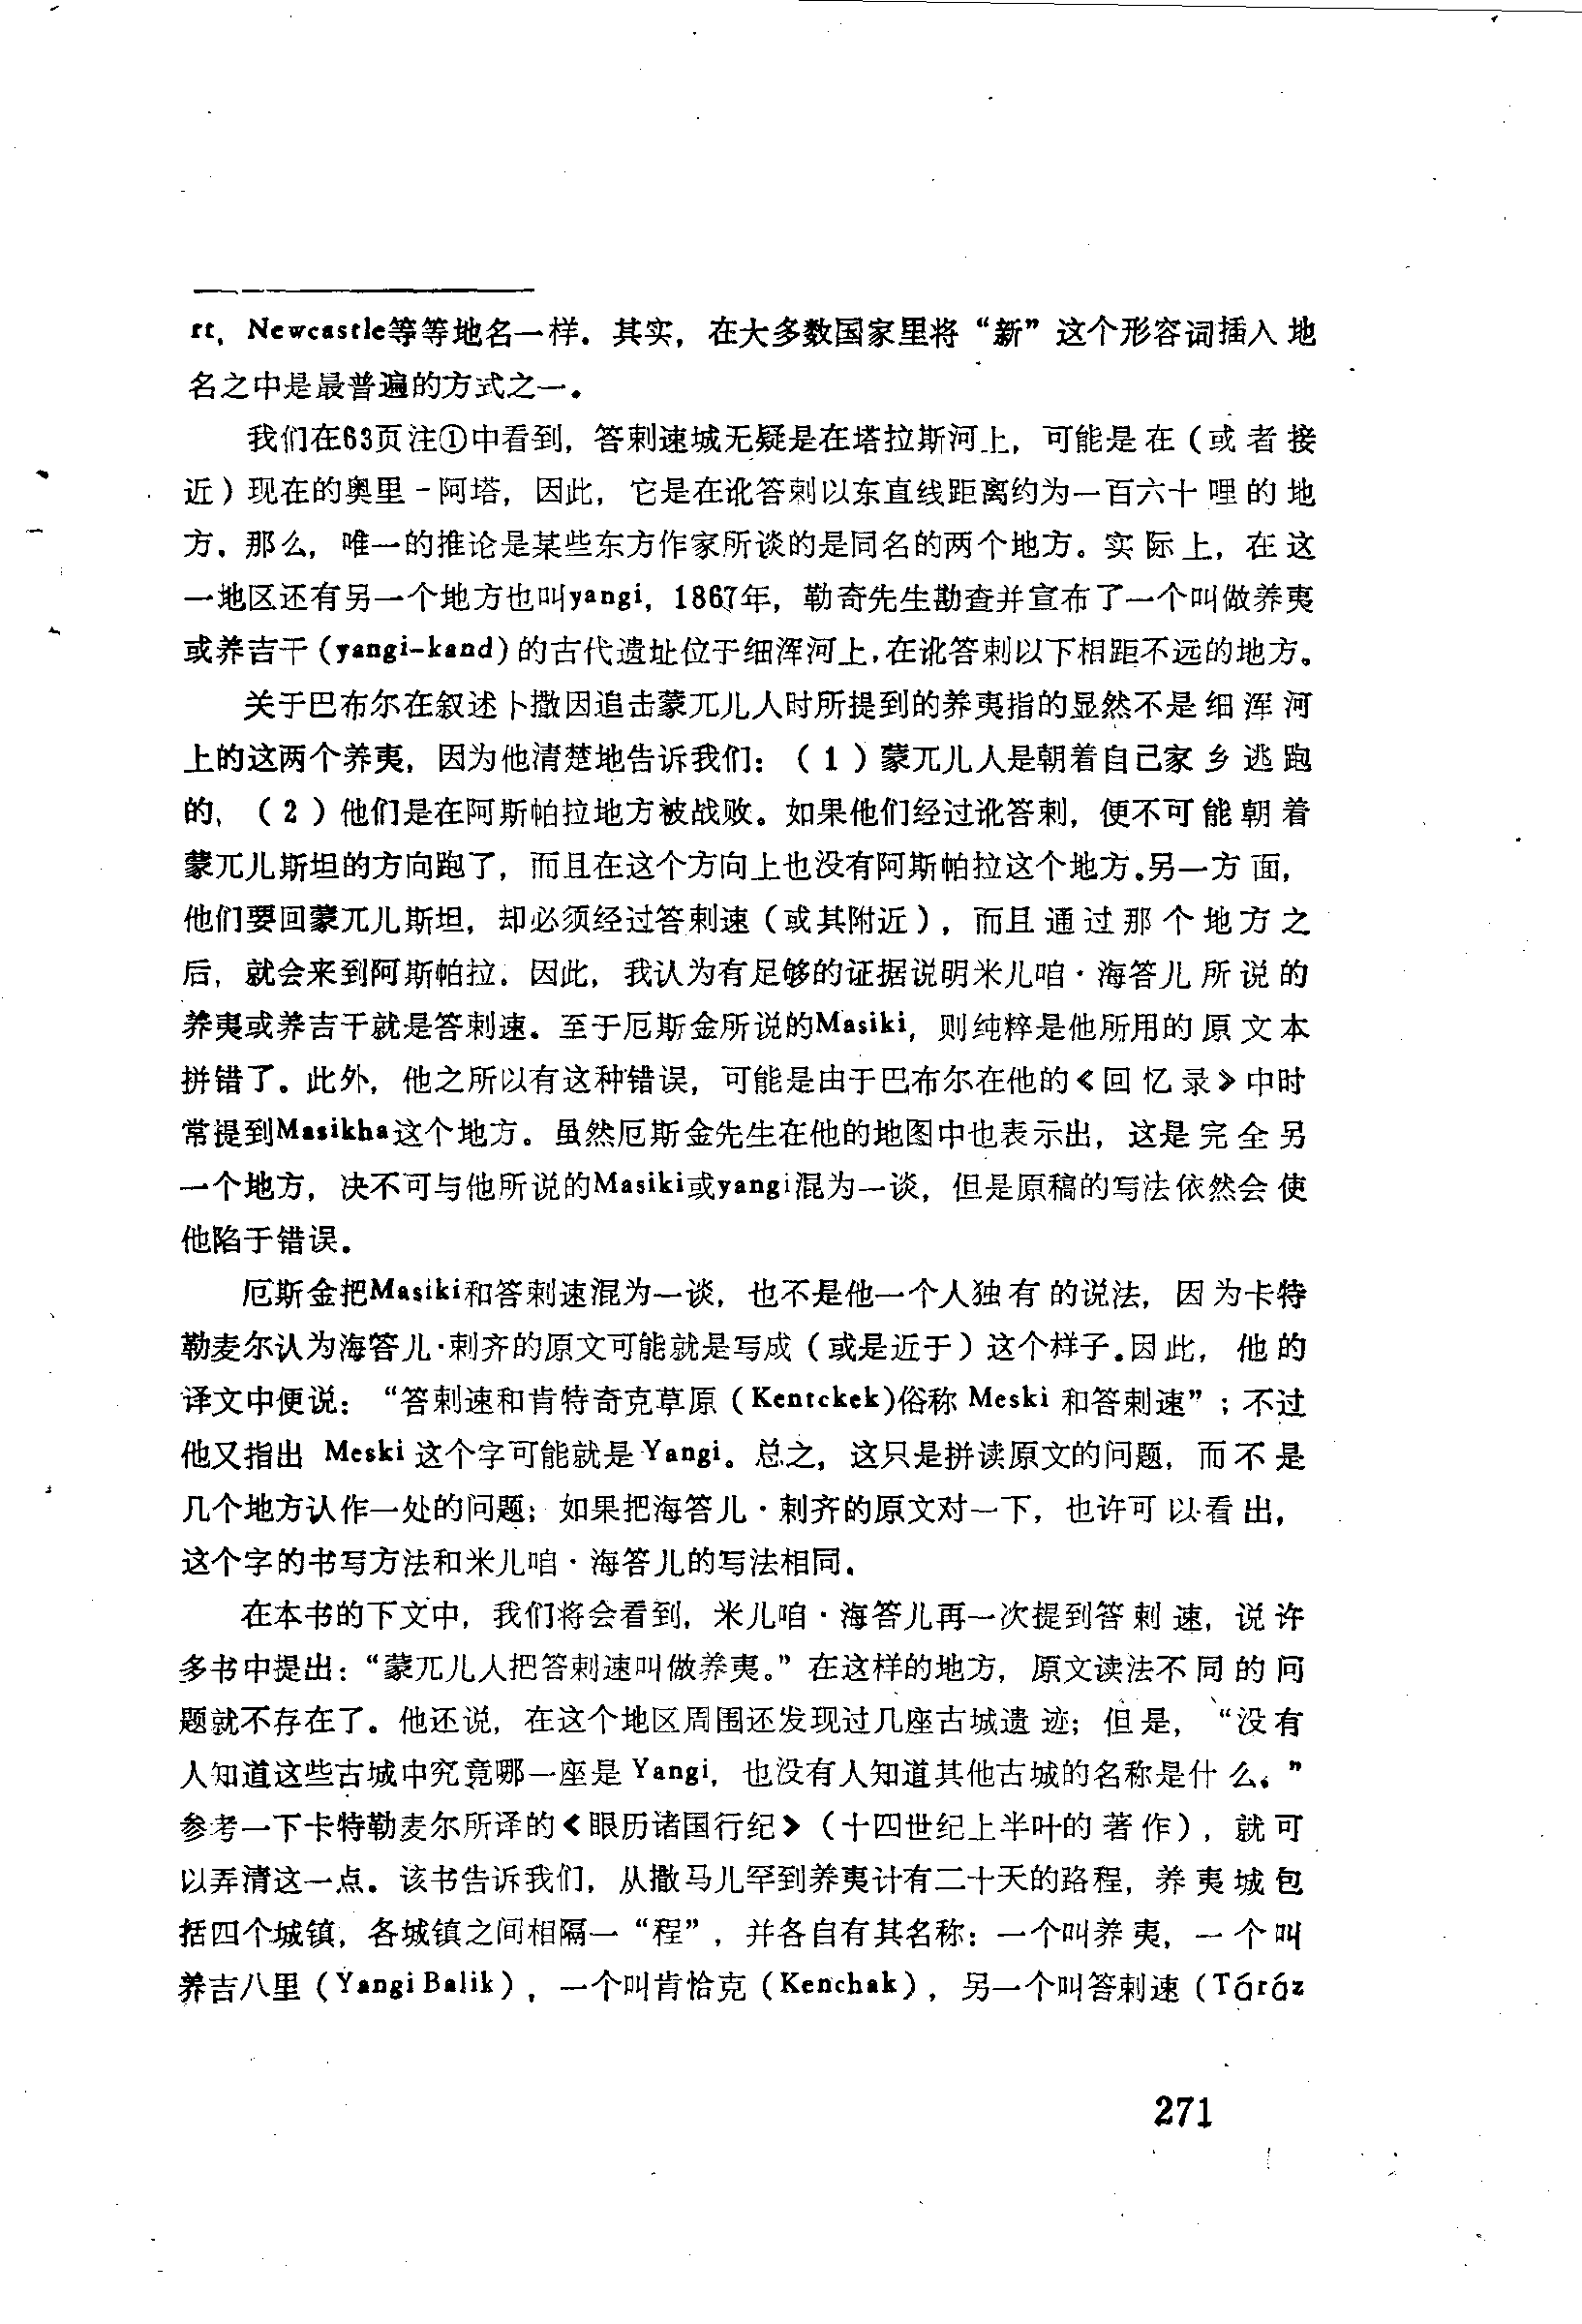 rt，Newcastle等等地名一样。其实，在大多数国家里将“新”这个形容词插入地
名之中是最普遍的方式之一。
我们在63页注①中看到，答剌速城无疑是在塔拉斯河上，可能是在（或者接
近）现在的奥里－阿塔，因此，它是在讹答剌以东直线距离约为一百六十哩的地
方。那么，唯一的推论是某些东方作家所谈的是同名的两个地方。实际上，在这
一地区还有另一个地方也叫yangi，1867年，勒奇先生勘查并宣布了一个叫做养夷
或养吉干（yangi-kand）的古代遗址位于细浑河上，在讹答剌以下相距不远的地方。
关于巴布尔在叙述卜撒因追击蒙兀儿人时所提到的养夷指的显然不是细浑河
上的这两个养夷，因为他清楚地告诉我们：（1）蒙兀儿人是朝着自己家乡逃跑
的，（2）他们是在阿斯帕拉地方被战败。如果他们经过讹答剌，便不可能朝着
蒙兀儿斯坦的方向跑了，而且在这个方向上也没有阿斯帕拉这个地方。另一方面，
他们要回蒙兀儿斯坦，却必须经过答剌速（或其附近），而且通过那个地方之
后，就会来到阿斯帕拉。因此，我认为有足够的证据说明米儿咱·海答儿所说的
养夷或养吉干就是答剌速。至于厄斯金所说的Masiki，则纯粹是他所用的原文本
拼错了。此外，他之所以有这种错误，可能是由于巴布尔在他的《回忆录》中时
常提到Masikha这个地方。虽然厄斯金先生在他的地图中也表示出，这是完全另
一个地方，决不可与他所说的Masiki或yangi混为一谈，但是原稿的写法依然会使
他陷于错误。
厄斯金把Masiki和答剌速混为一谈，也不是他一个人独有的说法，因为卡特
勒麦尔认为海答儿·剌齐的原文可能就是写成（或是近于）这个样子。因此，他的
译文中便说：“答剌速和肯特奇克草原（Kentckek)俗称 Meski 和答剌速”；不过
他又指出 Meski 这个字可能就是Yangi。总之，这只是拼读原文的问题，而不是
几个地方认作一处的问题；如果把海答儿·剌齐的原文对一下，也许可以看出，
这个字的书写方法和米儿咱·海答儿的写法相同。
在本书的下文中，我们将会看到，米儿咱·海答儿再一次提到答剌速，说许
多书中提出：“蒙兀儿人把答剌速叫做养夷。”在这样的地方，原文读法不同的问
题就不存在了。他还说，在这个地区周围还发现过几座古城遗迹；但是，“没有
人知道这些古城中究竟哪一座是 Yangi，也没有人知道其他古城的名称是什么。”
参考一下卡特勒麦尔所译的《眼历诸国行纪》（十四世纪上半叶的著作），就可
以弄清这一点。该书告诉我们，从撒马儿罕到养夷计有二十天的路程，养夷城包
括四个城镇，各城镇之间相隔一“程”，并各自有其名称：一个叫养夷，一个叫
养吉八里（Yangi Balik），一个叫肯恰克（Kenchak），另一个叫答剌速（Táráz
271